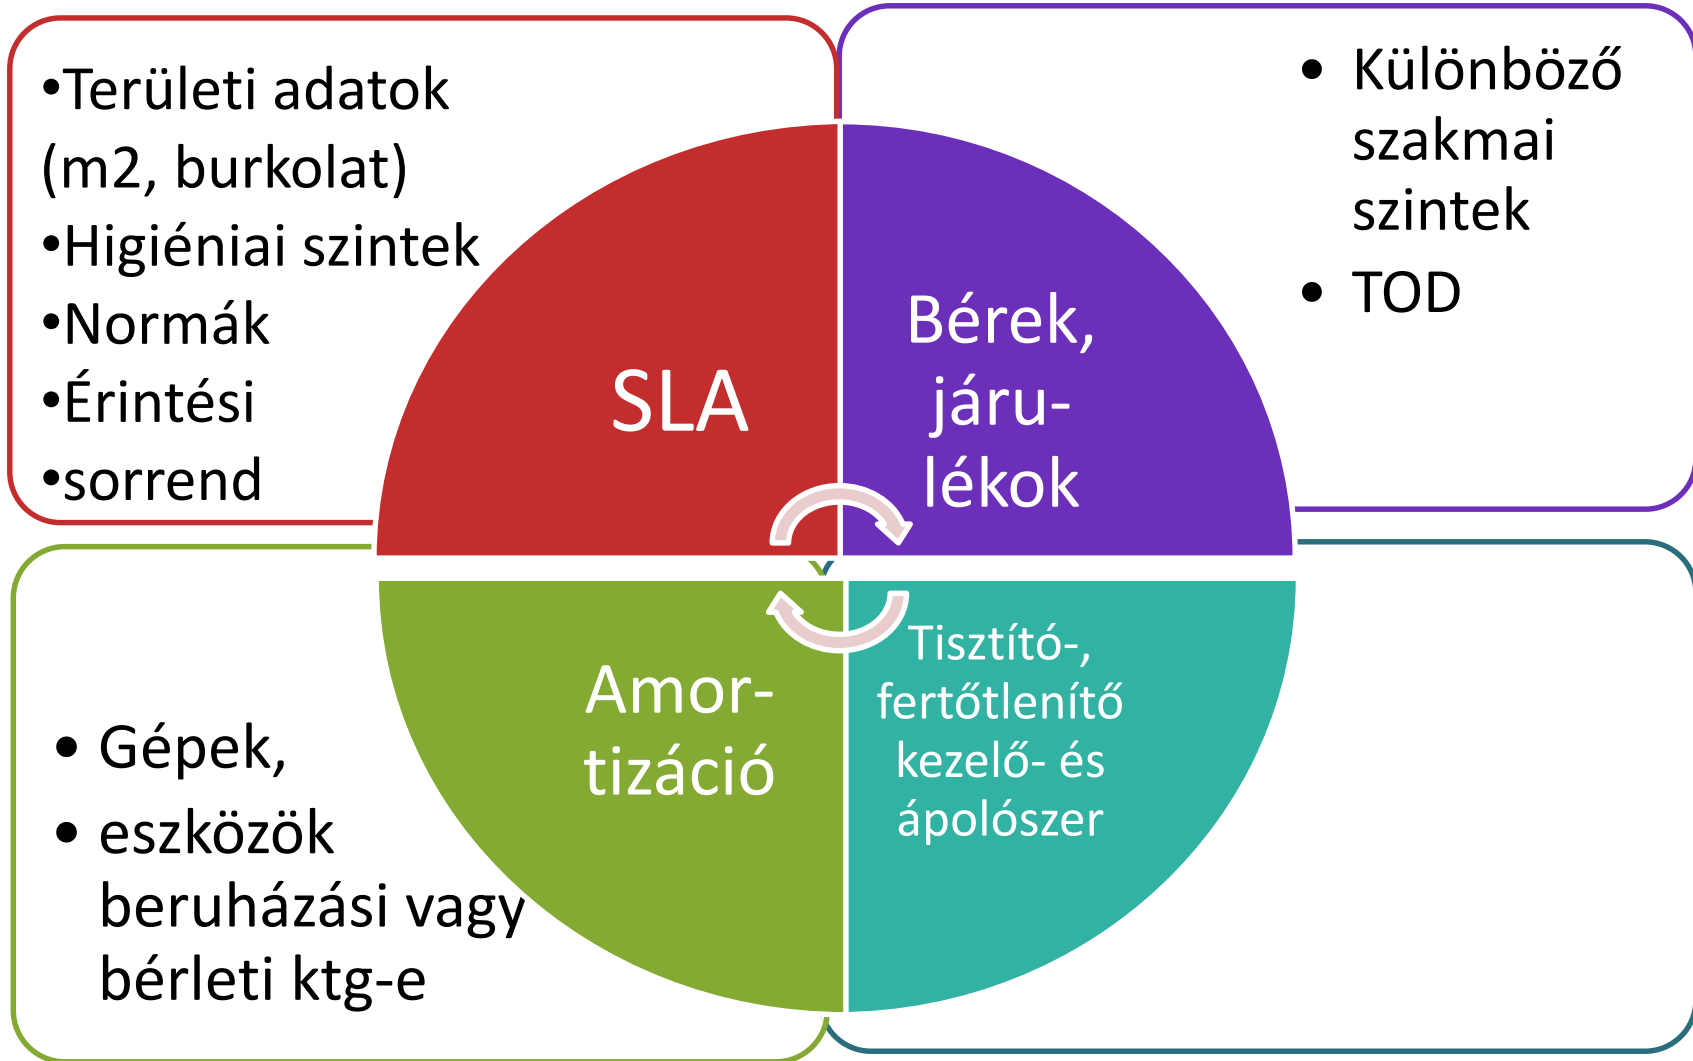 •Területi adatok
(m2, burkolat)
•Higiéniai szintek
•Normák
•Érintési
•sorrend
• Különböző
szakmai
szintek
• TOD
SLA
Bérek,
járu-
lékok
Amor-
tizáció
Tisztító-,
fertőtlenítő
kezelő- és
ápolószer
• Gépek,
• eszközök
beruházási vagy
bérleti ktg-e